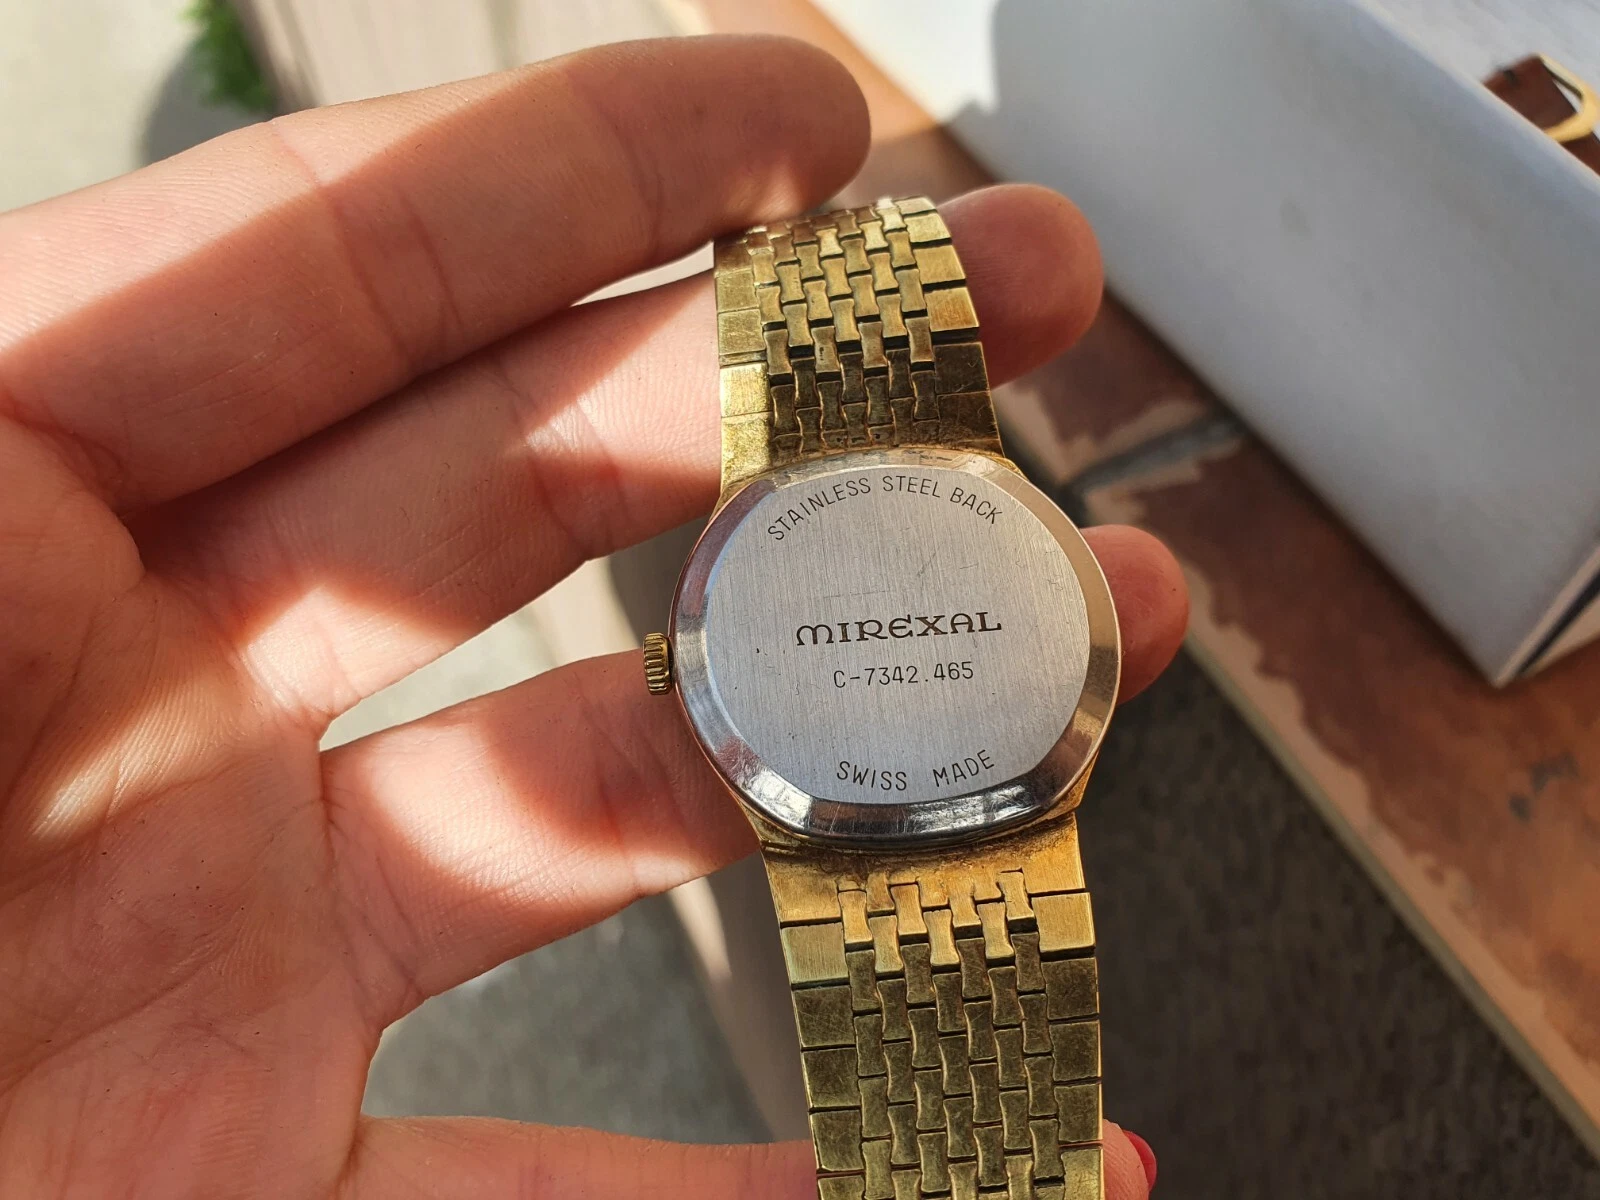 STAINLESS STEEL BACK
MIREXAL
C-7342.465
SWISS MADE